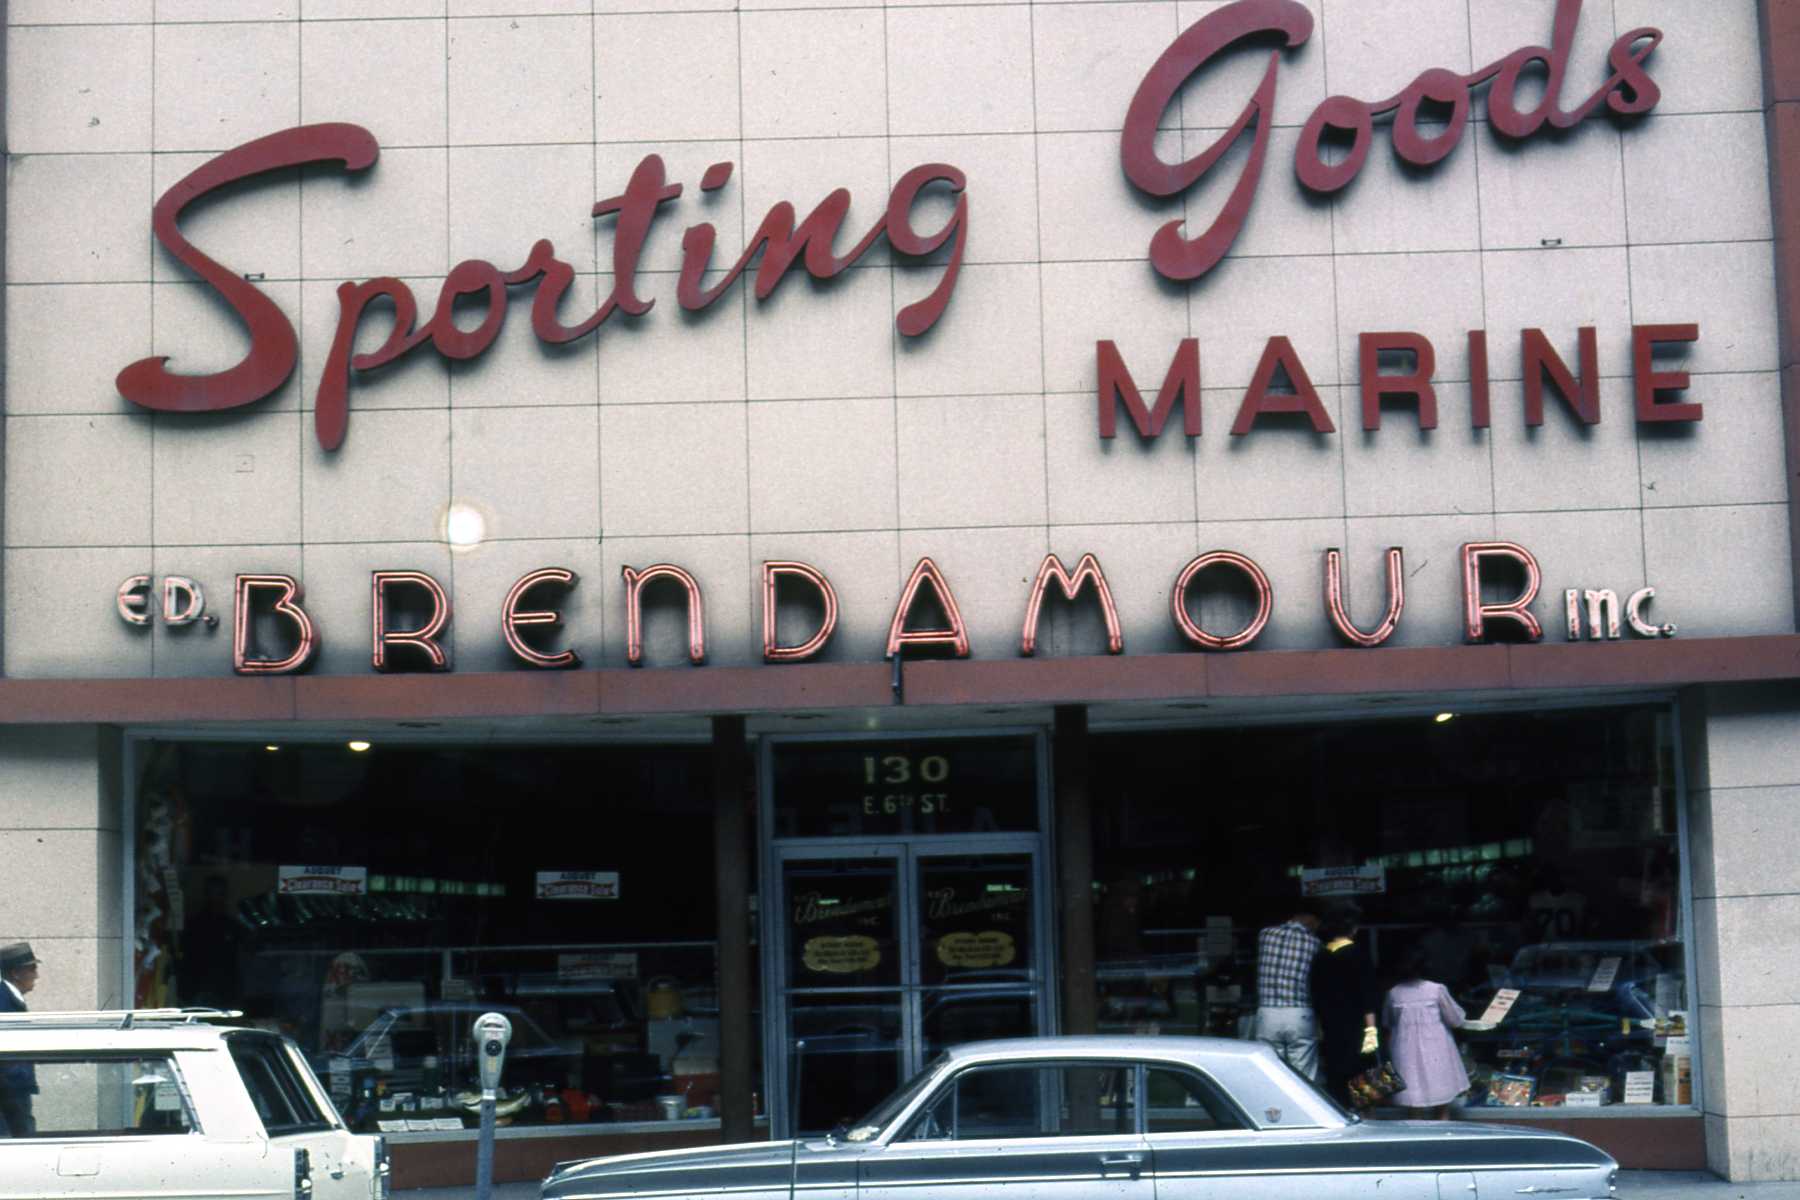 Sporting Goods
MARINE
ED. BRENDAMOUR INC.
130
E. 6TH ST.
AUGUST
Clearance Sale
AUGUST
Clearance Sale
AUGUST
Clearance Sale
Brendamour
INC.
Brendamour
INC.
70